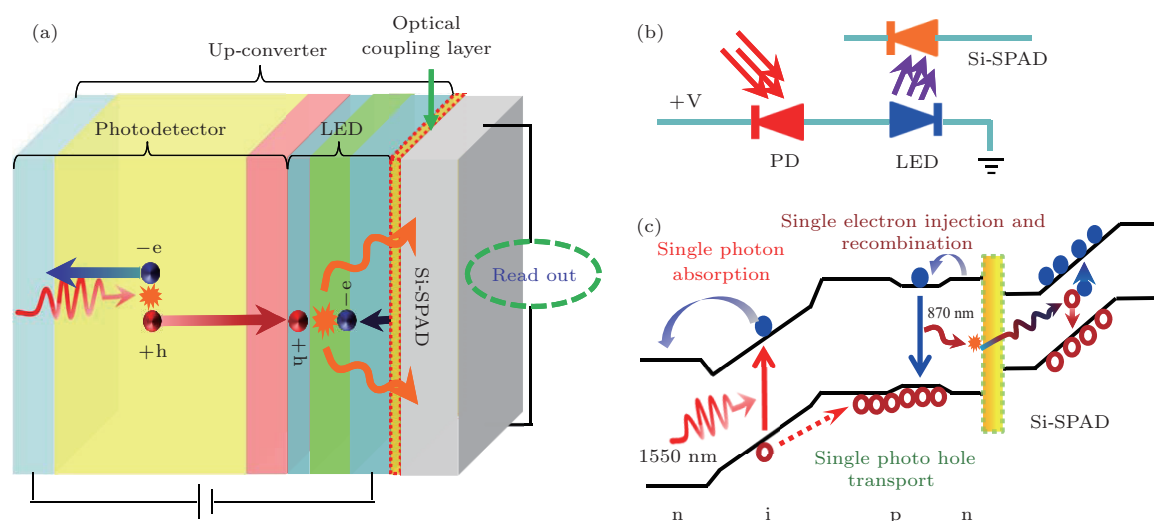 (a)
Optical
coupling layer
Up-converter
Photodetector
LED
−e
+h
+h
−e
Si-SPAD
Read out
(b)
Si-SPAD
+V
PD
LED
(c)
Single electron injection and
recombination
Single photon
absorption
870 nm
1550 nm
Si-SPAD
Single photo hole
transport
n
i
p
n